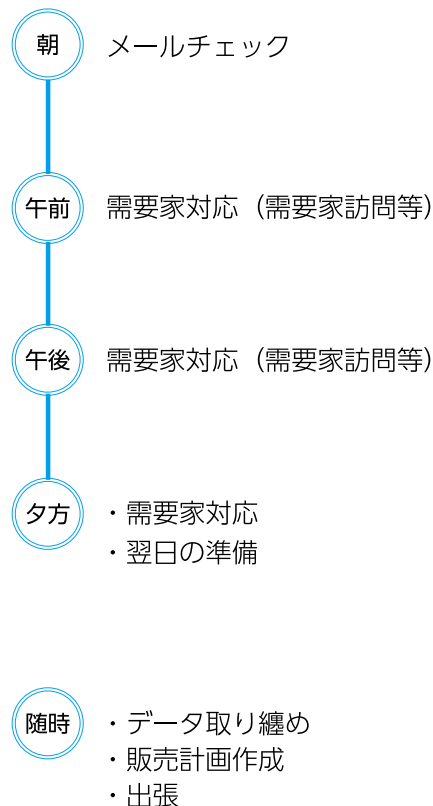 朝 メールチェック
午前 需要家対応（需要家訪問等）
午後 需要家対応（需要家訪問等）
夕方 ・需要家対応
・翌日の準備
随時 ・データ取り纏め
・販売計画作成
・出張